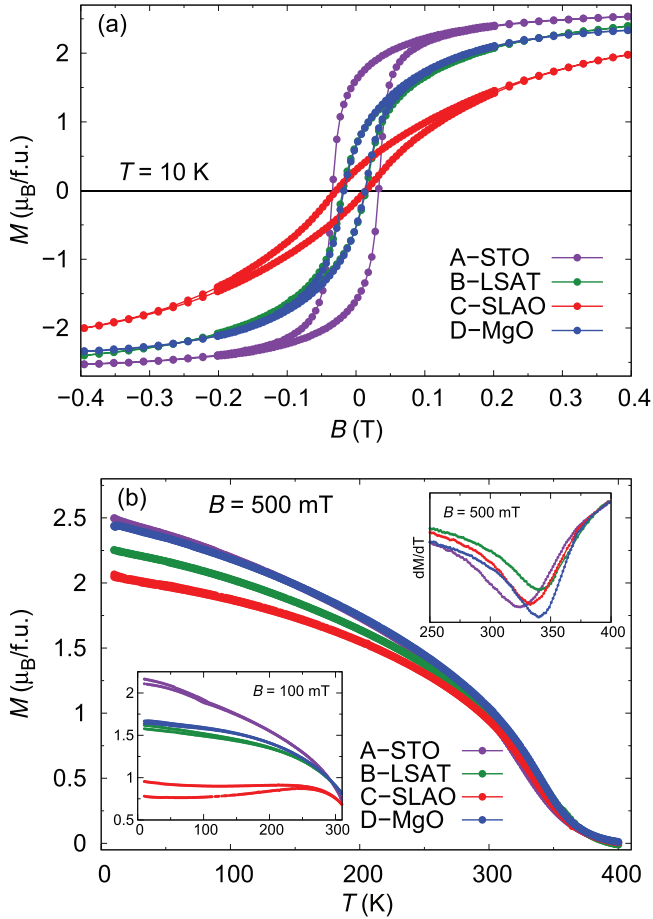 (a)
2
1
0
−1
−2
M (μB/f.u.)
T = 10 K
A−STO
B−LSAT
C−SLAO
D−MgO
−0.4 −0.3 −0.2 −0.1 0 0.1 0.2 0.3 0.4
B (T)
(b)
B = 500 mT
2.5
2
1.5
1
0.5
0
M (μB/f.u.)
B = 500 mT
dM/dT
250 300 350 400
B = 100 mT
2
1.5
1
0.5
0 100 200 300
A−STO
B−LSAT
C−SLAO
D−MgO
0 100 200 300 400
T (K)